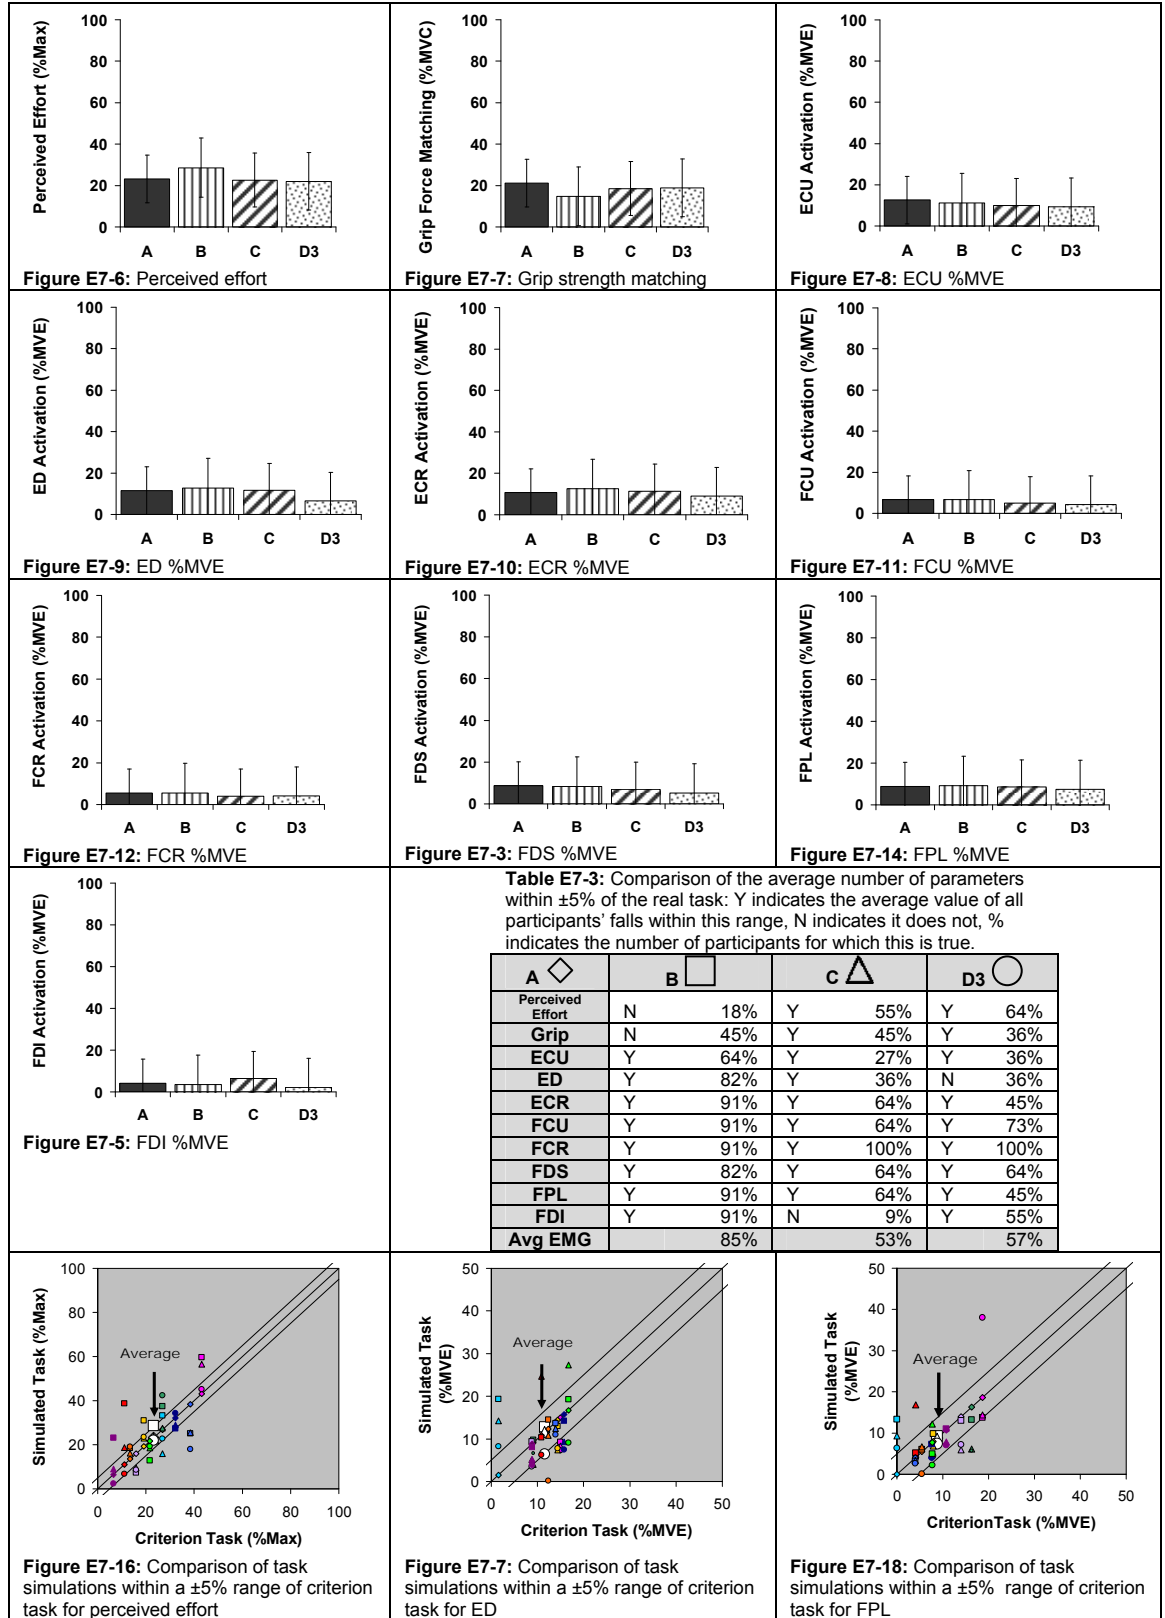 Perceived Effort (%Max)
100
80
60
40
20
0
A B C D3
Figure E7-6: Perceived effort
Grip Force Matching (%MVC)
100
80
60
40
20
0
A B C D3
Figure E7-7: Grip strength matching
ECU Activation (%MVE)
100
80
60
40
20
0
A B C D3
Figure E7-8: ECU %MVE
ED Activation (%MVE)
100
80
60
40
20
0
A B C D3
Figure E7-9: ED %MVE
ECR Activation (%MVE)
100
80
60
40
20
0
A B C D3
Figure E7-10: ECR %MVE
FCU Activation (%MVE)
100
80
60
40
20
0
A B C D3
Figure E7-11: FCU %MVE
FCR Activation (%MVE)
100
80
60
40
20
0
A B C D3
Figure E7-12: FCR %MVE
FDS Activation (%MVE)
100
80
60
40
20
0
A B C D3
Figure E7-3: FDS %MVE
FPL Activation (%MVE)
100
80
60
40
20
0
A B C D3
Figure E7-14: FPL %MVE
FDI Activation (%MVE)
100
80
60
40
20
0
A B C D3
Figure E7-5: FDI %MVE
Table E7-3: Comparison of the average number of parameters
within ±5% of the real task: Y indicates the average value of all
participants' falls within this range, N indicates it does not, %
indicates the number of participants for which this is true.
A B C D3
Perceived
Effort N 18% Y 55% Y 64%
Grip N 45% Y 45% Y 36%
ECU Y 64% Y 27% Y 36%
ED Y 82% Y 36% N 36%
ECR Y 91% Y 64% Y 45%
FCU Y 91% Y 64% Y 73%
FCR Y 91% Y 100% Y 100%
FDS Y 82% Y 64% Y 64%
FPL Y 91% Y 64% Y 45%
FDI Y 91% N 9% Y 55%
Avg EMG 85% 53% 57%
Simulated Task (%Max)
100
80
60
40
20
0
Average
0 20 40 60 80 100
Criterion Task (%Max)
Figure E7-16: Comparison of task
simulations within a ±5% range of criterion
task for perceived effort
Simulated Task
(%MVE)
50
40
30
20
10
0
Average
0 10 20 30 40 50
Criterion Task (%MVE)
Figure E7-7: Comparison of task
simulations within a ±5% range of criterion
task for ED
Simulated Task
(%MVE)
50
40
30
20
10
0
Average
0 10 20 30 40 50
CriterionTask (%MVE)
Figure E7-18: Comparison of task
simulations within a ±5% range of criterion
task for FPL